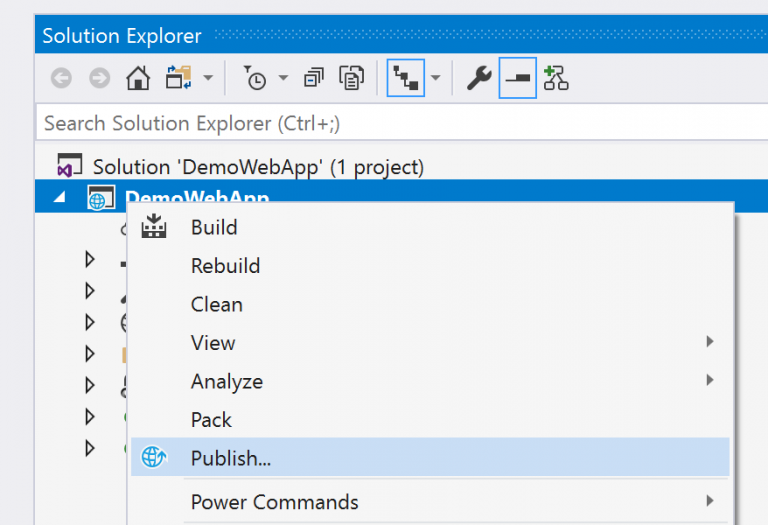 Solution Explorer
Search Solution Explorer (Ctrl+;)
Solution 'DemoWebApp' (1 project)
DemoWebApp
Build
Rebuild
Clean
View
Analyze
Pack
Publish...
Power Commands